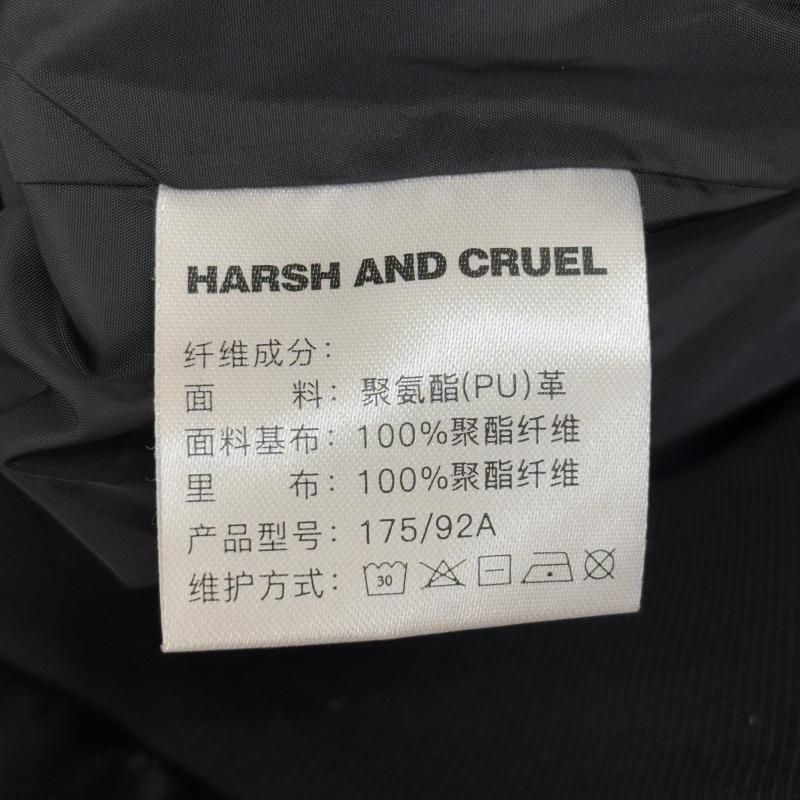 HARSH AND CRUEL
纤维成分：
面　　料：聚氨酯(PU)革
面料基布：100%聚酯纤维
里　　布：100%聚酯纤维
产品型号：175/92A
维护方式：30